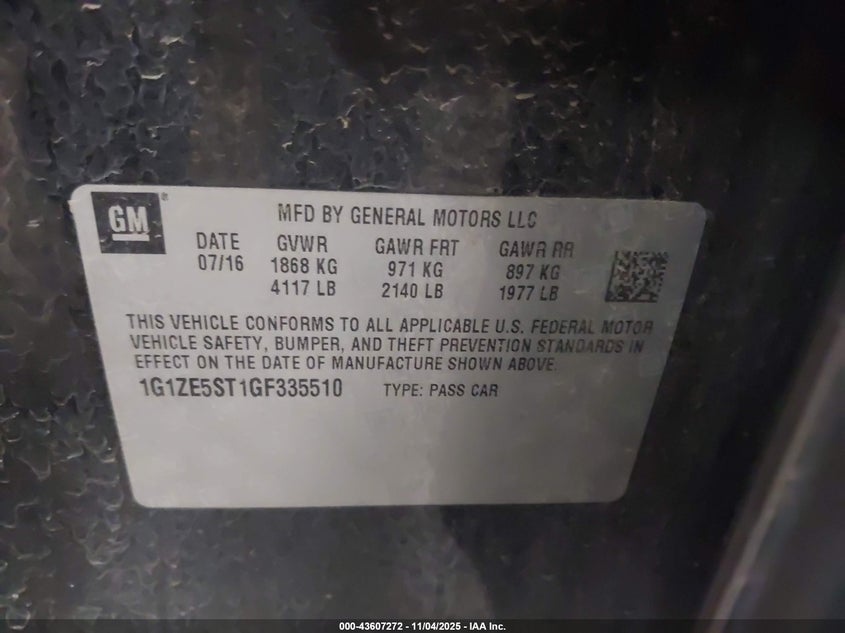 GM
MFD BY GENERAL MOTORS LLC
DATE GVWR GAWR FRT GAWR RR
07/16 1868 KG 971 KG 897 KG
4117 LB 2140 LB 1977 LB
THIS VEHICLE CONFORMS TO ALL APPLICABLE U.S. FEDERAL MOTOR
VEHICLE SAFETY, BUMPER, AND THEFT PREVENTION STANDARDS IN
EFFECT ON THE DATE OF MANUFACTURE SHOWN ABOVE.
1G1ZE5ST1GF335510 TYPE: PASS CAR
000-43607272 - 11/04/2025 - IAA Inc.